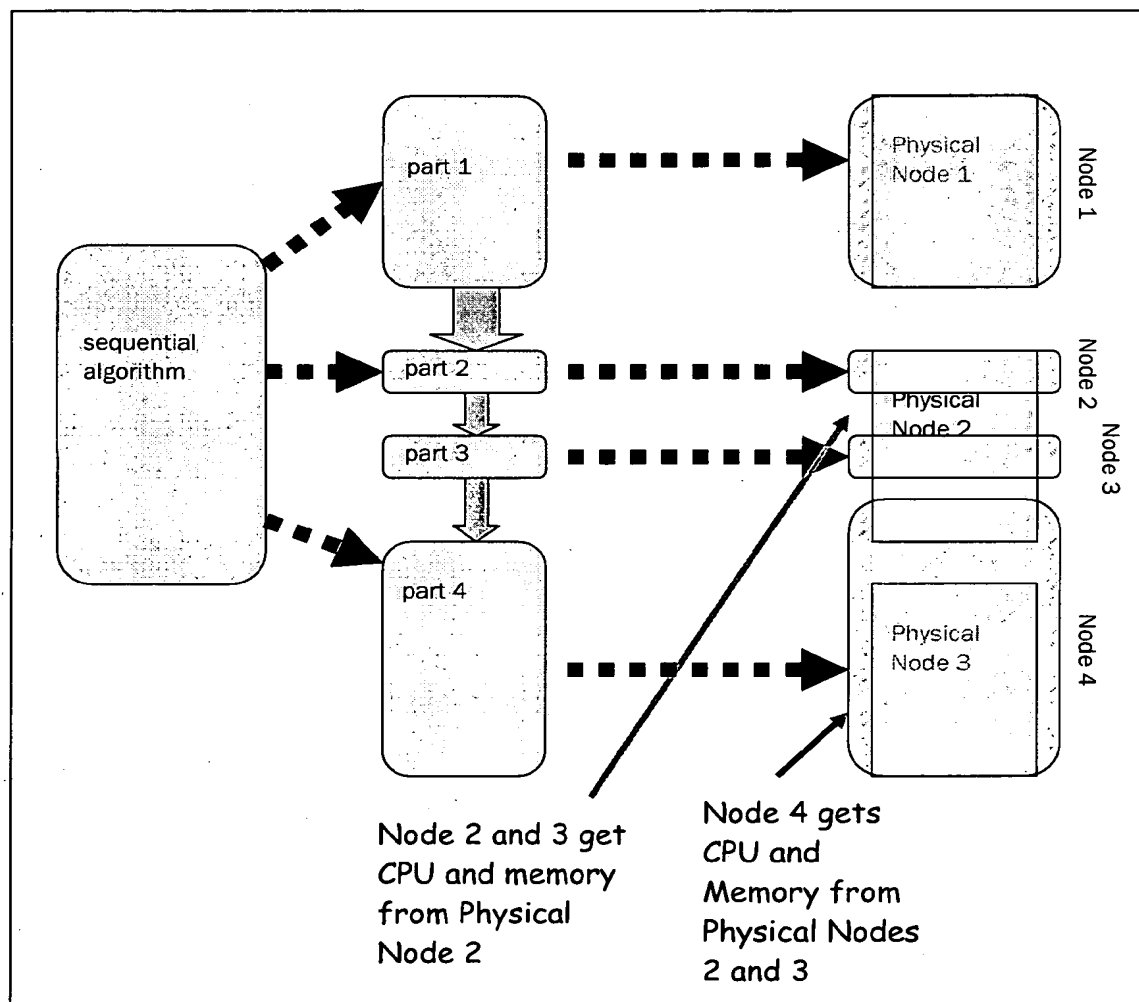 part 1
Physical
Node 1
Node 1
sequential
algorithm
part 2
Node 2
Physical
Node 2
part 3
Node 3
part 4
Physical
Node 3
Node 4
Node 2 and 3 get
CPU and memory
from Physical
Node 2
Node 4 gets
CPU and
Memory from
Physical Nodes
2 and 3